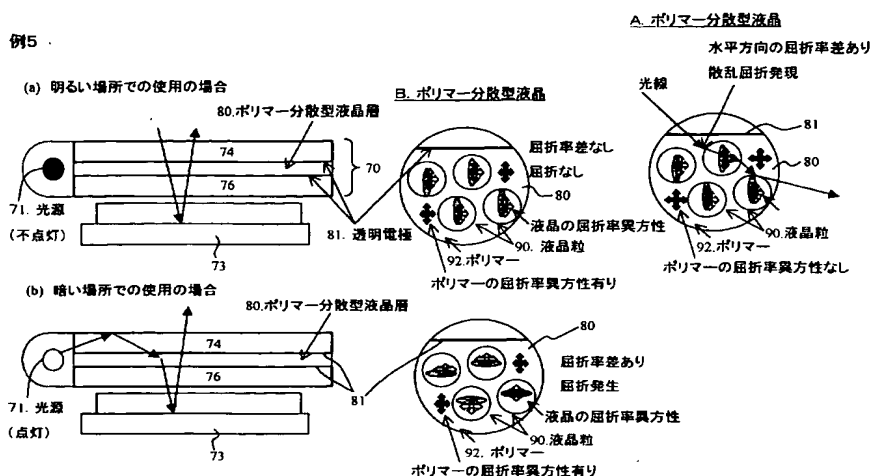 例5
A. ポリマー分散型液晶
水平方向の屈折率差あり
散乱屈折発現
光線
81
80
90. 液晶粒
92. ポリマー
ポリマーの屈折率異方性なし
(a) 明るい場所での使用の場合
80.ポリマー分散型液晶層
74
76
70
71. 光源
(不点灯)
81. 透明電極
73
B. ポリマー分散型液晶
屈折率差なし
屈折なし
80
液晶の屈折率異方性
90. 液晶粒
92.ポリマー
ポリマーの屈折率異方性有り
(b) 暗い場所での使用の場合
80.ポリマー分散型液晶層
74
76
71. 光源
(点灯)
81
73
80
屈折率差あり
屈折発生
液晶の屈折率異方性
90.液晶粒
92. ポリマー
ポリマーの屈折率異方性有り